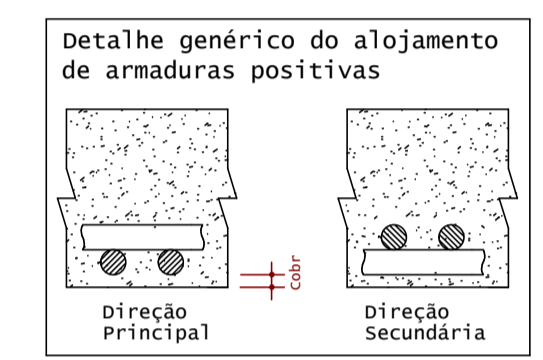 Detalhe genérico do alojamento
de armaduras positivas
Cobr
Direção
Principal
Direção
Secundária